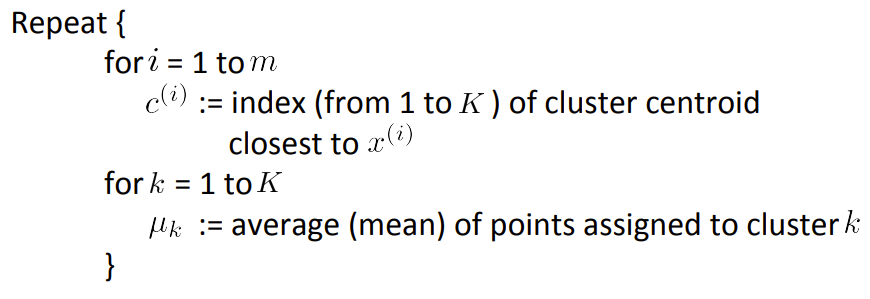 Repeat {
for i = 1 to m
c^(i) := index (from 1 to K ) of cluster centroid
closest to x^(i)
for k = 1 to K
μ_k := average (mean) of points assigned to cluster k
}